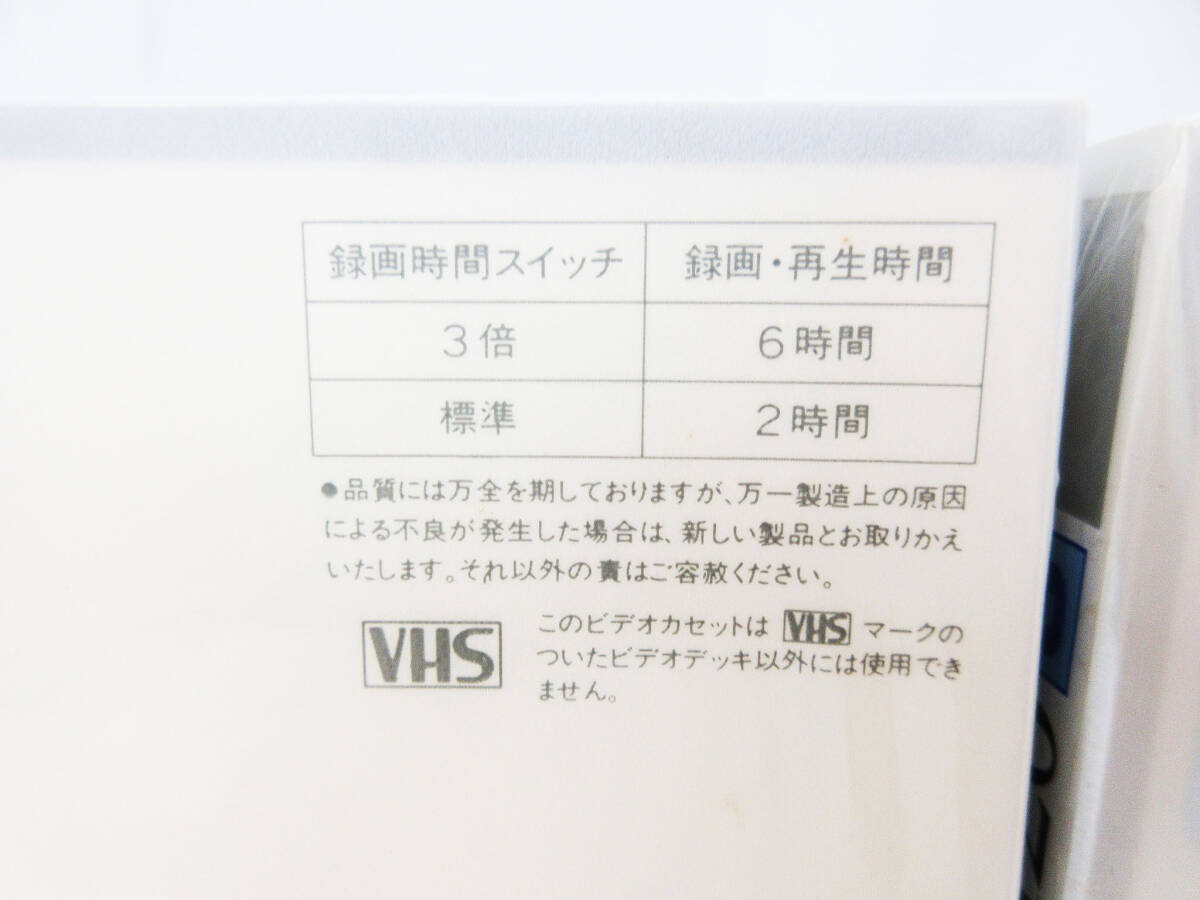 録画時間スイッチ 録画・再生時間
3倍 6時間
標準 2時間
●品質には万全を期しておりますが、万一製造上の原因
による不良が発生した場合は、新しい製品とお取りかえ
いたします。それ以外の責はご容赦ください。
VHS
このビデオカセットは VHS マークの
ついたビデオデッキ以外には使用でき
ません。